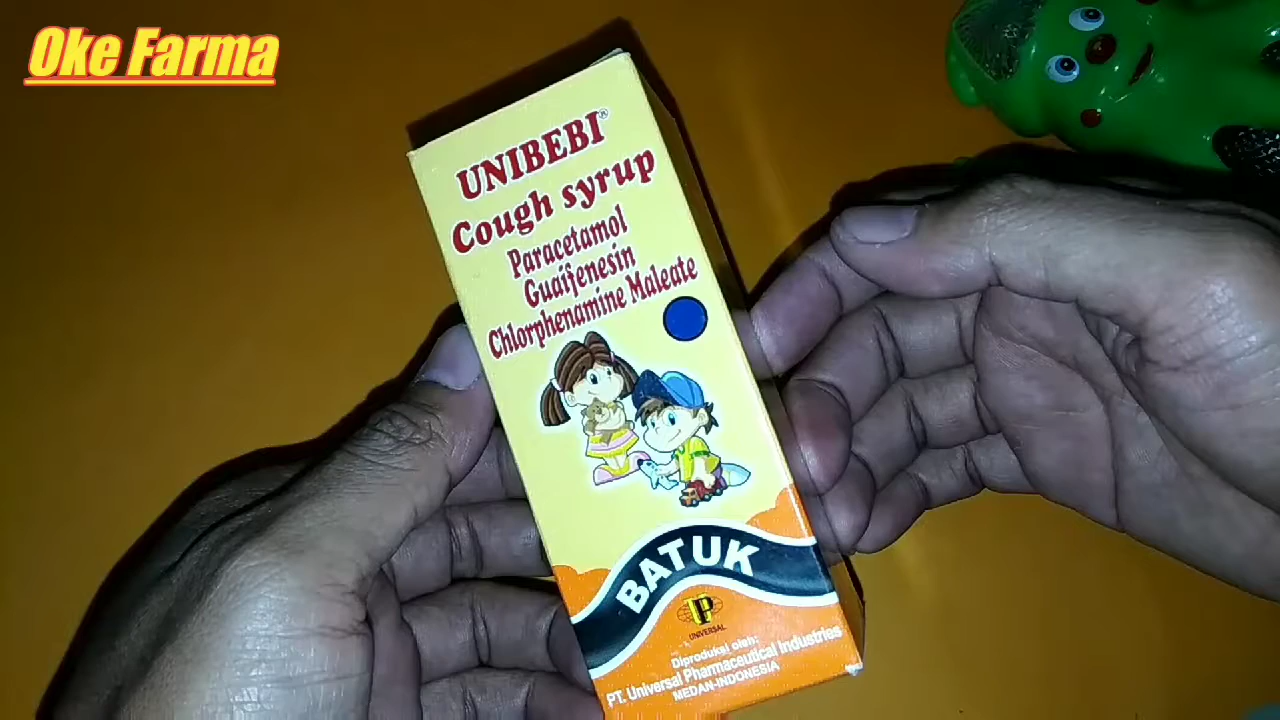 Oke Farma
UNIBEBI®
Cough syrup
Paracetamol
Guaifenesin
Chlorphenamine Maleate
BATUK
UP
UNIVERSAL
Diproduksi oleh:
PT. Universal Pharmaceutical Industries
MEDAN-INDONESIA